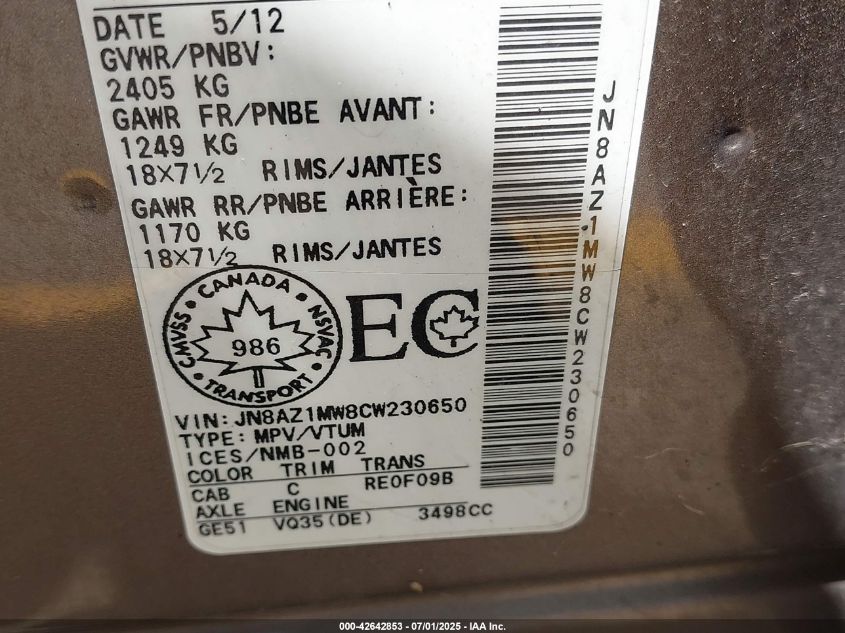 DATE 5/12
GVWR/PNBV:
2405 KG
GAWR FR/PNBE AVANT:
1249 KG
18X7½ RIMS/JANTES
GAWR RR/PNBE ARRIÈRE:
1170 KG
18X7½ RIMS/JANTES
CANADA
CMVSS
NSVAC
986
TRANSPORT
EC
VIN: JN8AZ1MW8CW230650
TYPE: MPV/VTUM
ICES/NMB-002
COLOR TRIM TRANS
CAB C RE0F09B
AXLE ENGINE
GE51 VQ35(DE) 3498CC
JN8AZ1MW8CW230650
000-42642853 / 07/01/2025 - IAA Inc.